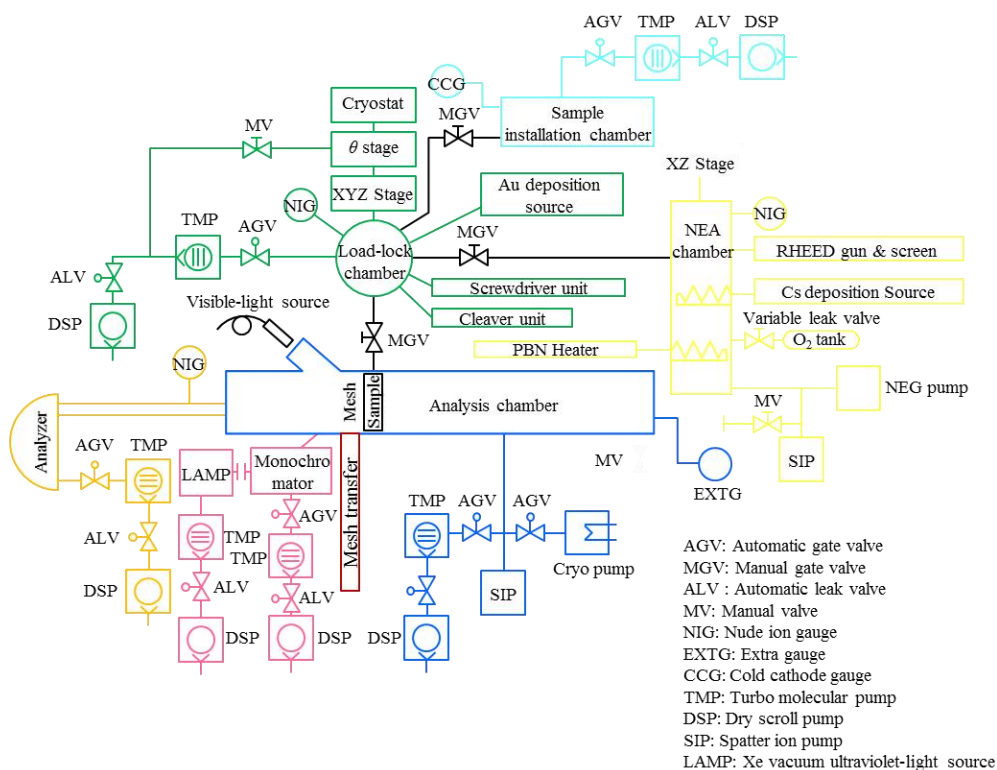 AGV
TMP
ALV
DSP
CCG
Sample
installation chamber
MGV
Cryostat
MV
θ stage
XYZ Stage
NIG
Au deposition
source
XZ Stage
NIG
NEA
chamber
RHEED gun & screen
TMP
AGV
Load-lock
chamber
MGV
ALV
Screwdriver unit
Cs deposition Source
DSP
Visible-light source
Cleaver unit
MGV
Variable leak valve
O2 tank
PBN Heater
NIG
NEG pump
Analyzer
Mesh
Sample
Analysis chamber
MV
SIP
AGV
TMP
LAMP
Monochro
mator
Mesh transfer
MV
EXTG
ALV
AGV
TMP
TMP
TMP
AGV
AGV
Cryo pump
DSP
ALV
ALV
ALV
SIP
DSP
DSP
DSP
AGV: Automatic gate valve
MGV: Manual gate valve
ALV : Automatic leak valve
MV: Manual valve
NIG: Nude ion gauge
EXTG: Extra gauge
CCG: Cold cathode gauge
TMP: Turbo molecular pump
DSP: Dry scroll pump
SIP: Spatter ion pump
LAMP: Xe vacuum ultraviolet-light source